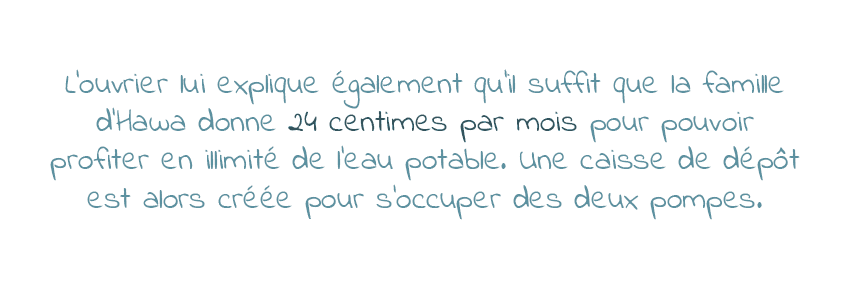 L'ouvrier lui explique également qu'il suffit que la famille
d'Hawa donne 24 centimes par mois pour pouvoir
profiter en illimité de l'eau potable. Une caisse de dépôt
est alors créée pour s'occuper des deux pompes.